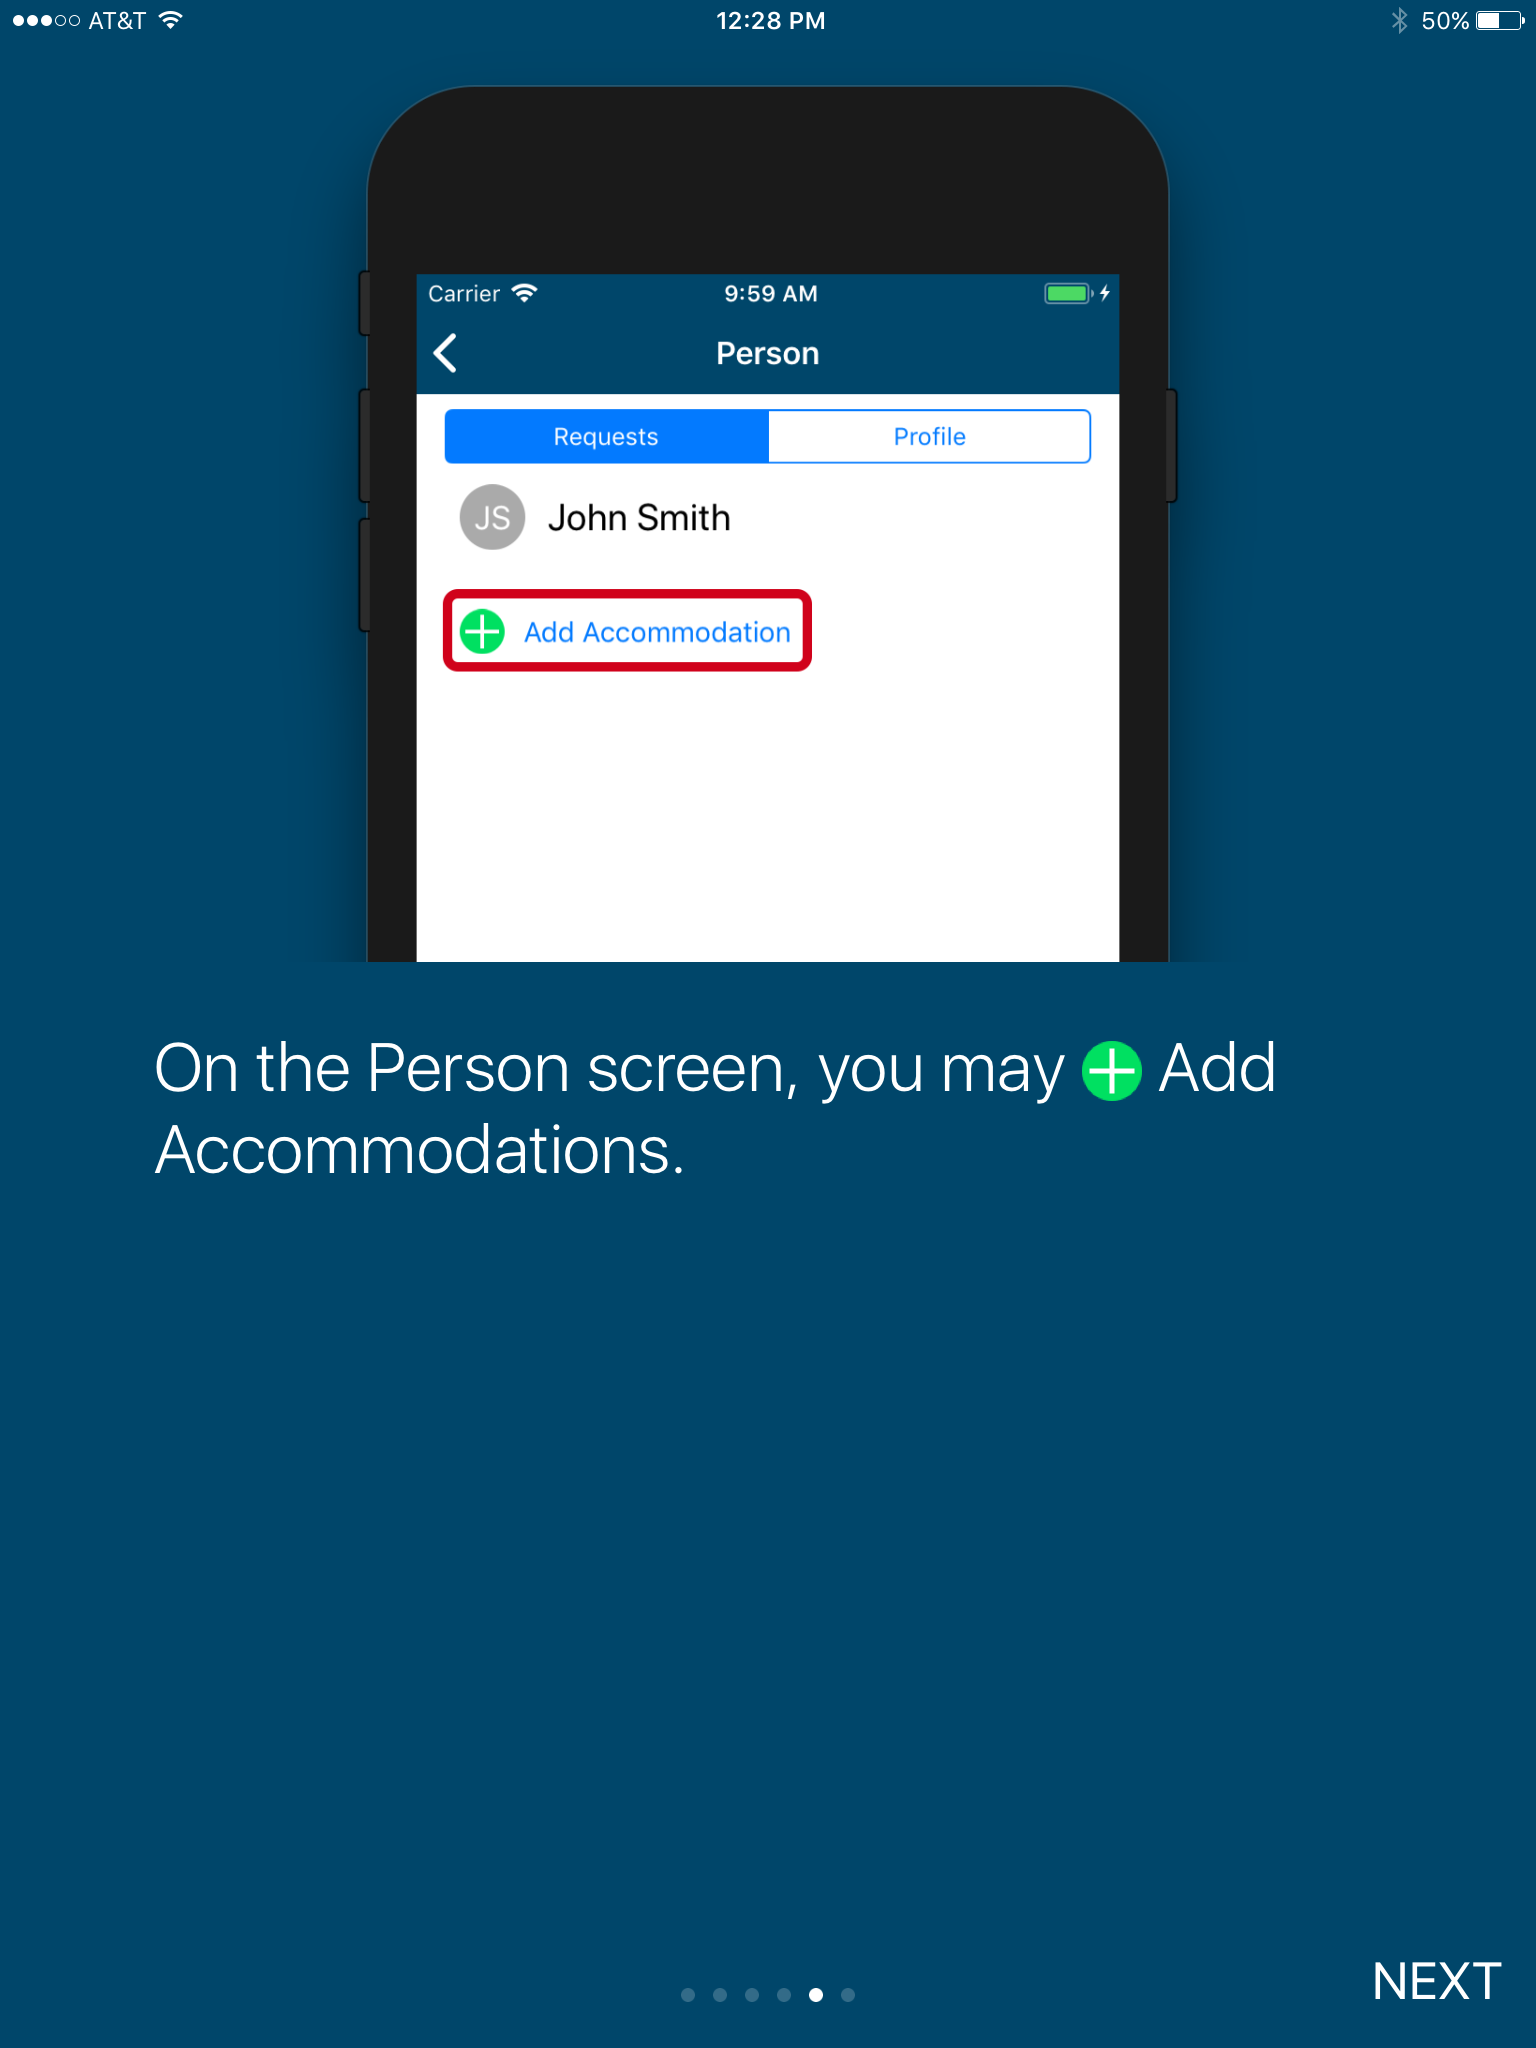 AT&T 12:28 PM 50%
Carrier 9:59 AM
Person
Requests Profile
JS John Smith
Add Accommodation
On the Person screen, you may Add
Accommodations.
NEXT